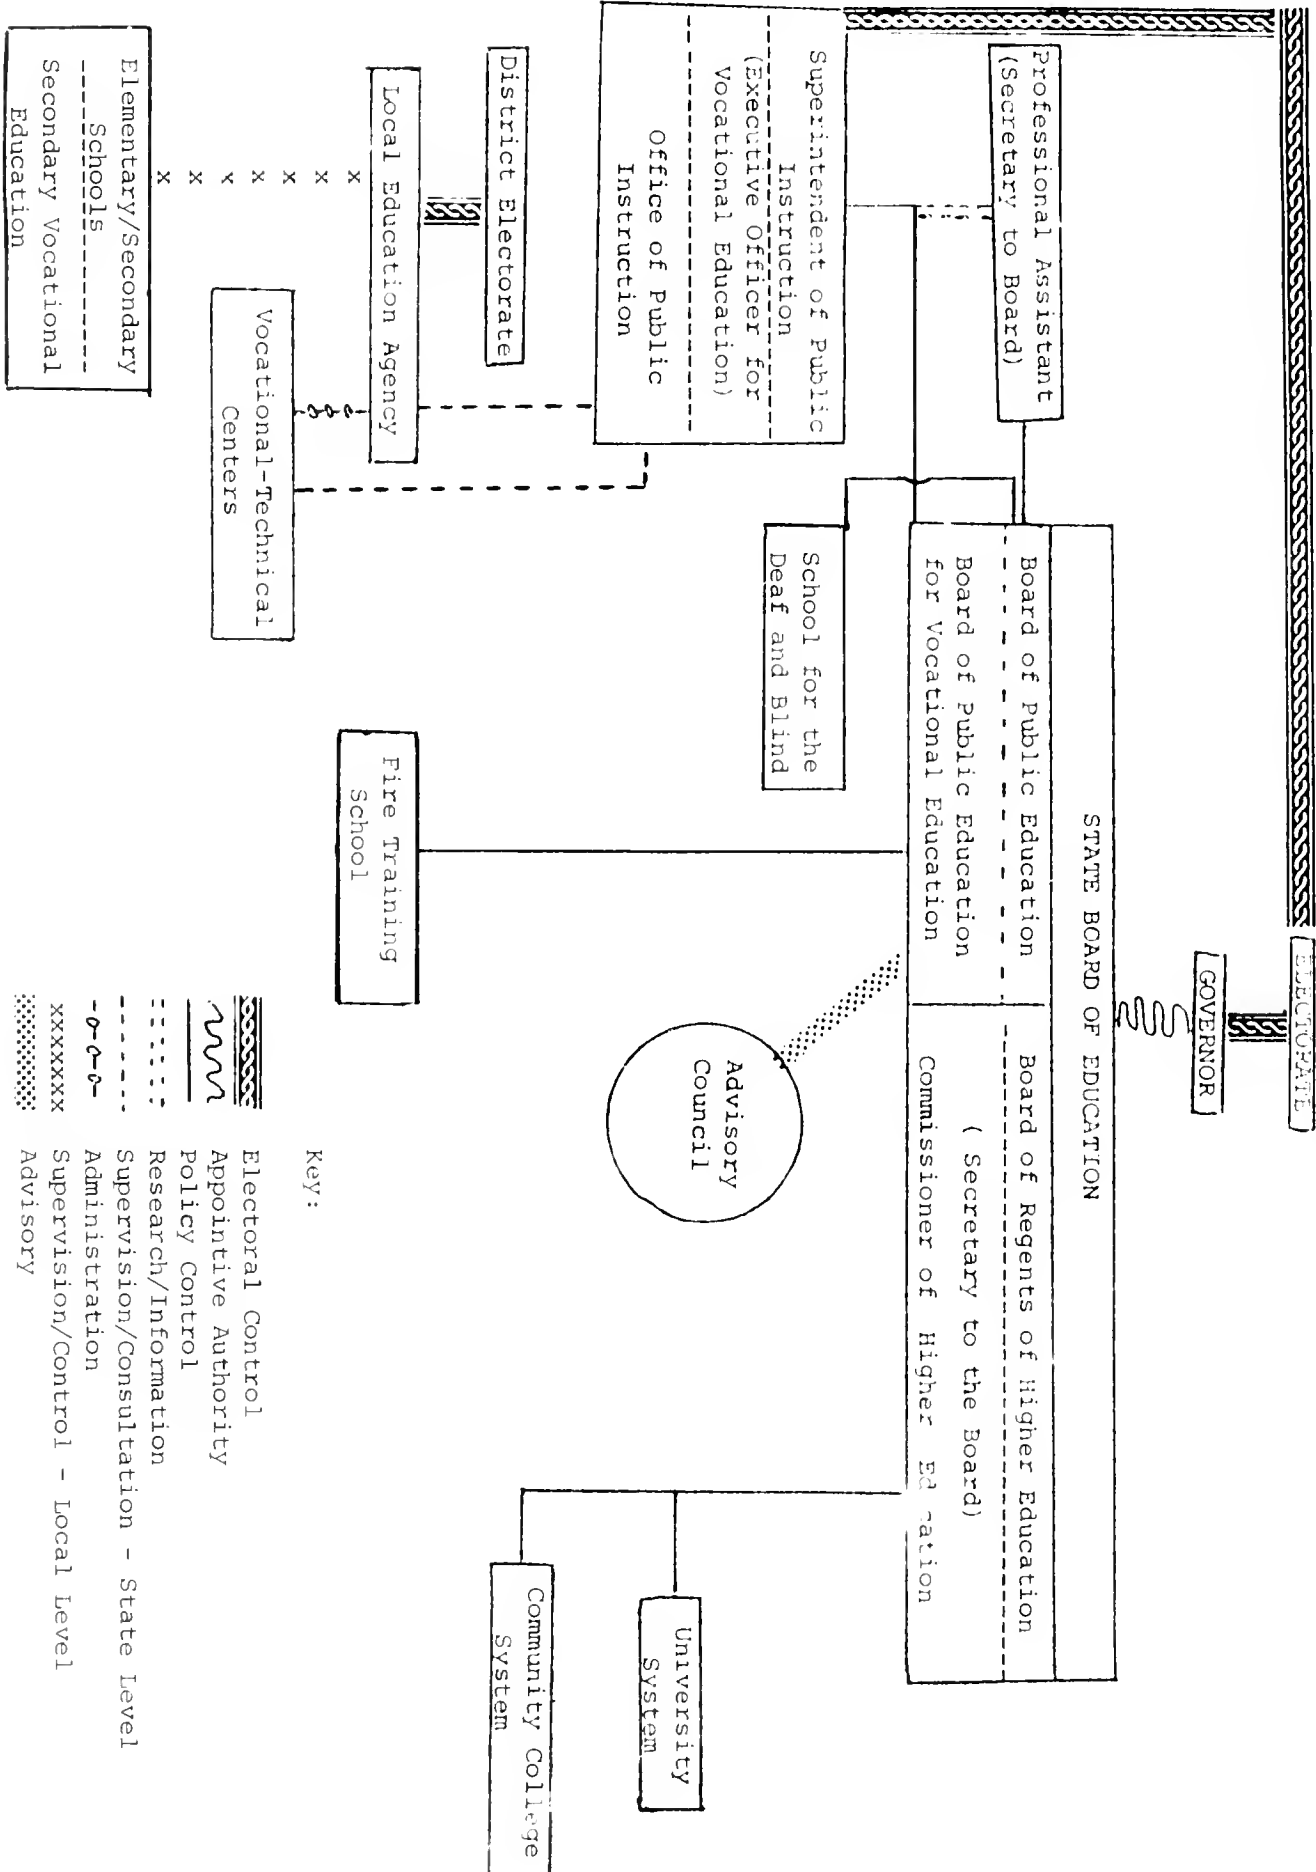 ELECTORATE
GOVERNOR
STATE BOARD OF EDUCATION
Board of Public Education
Board of Public Education
for Vocational Education
Board of Regents of Higher Education
( Secretary to the Board)
Commissioner of Higher
Professional Assistant
(Secretary to Board)
Superintendent of Public
Instruction
(Executive Officer for
Vocational Education)
Office of Public
Instruction
School for the
Deaf and Blind
Advisory
Council
University
System
Community College
System
District Electorate
Local Education Agency
Fire Training
School
Vocational-Technical
Centers
x x x x x x x
Elementary/Secondary
Schools
Secondary Vocational
Education
Key:
Electoral Control
Appointive Authority
Policy Control
Research/Information
Supervision/Consultation - State Level
Administration
xxxxxxx Supervision/Control - Local Level
Advisory